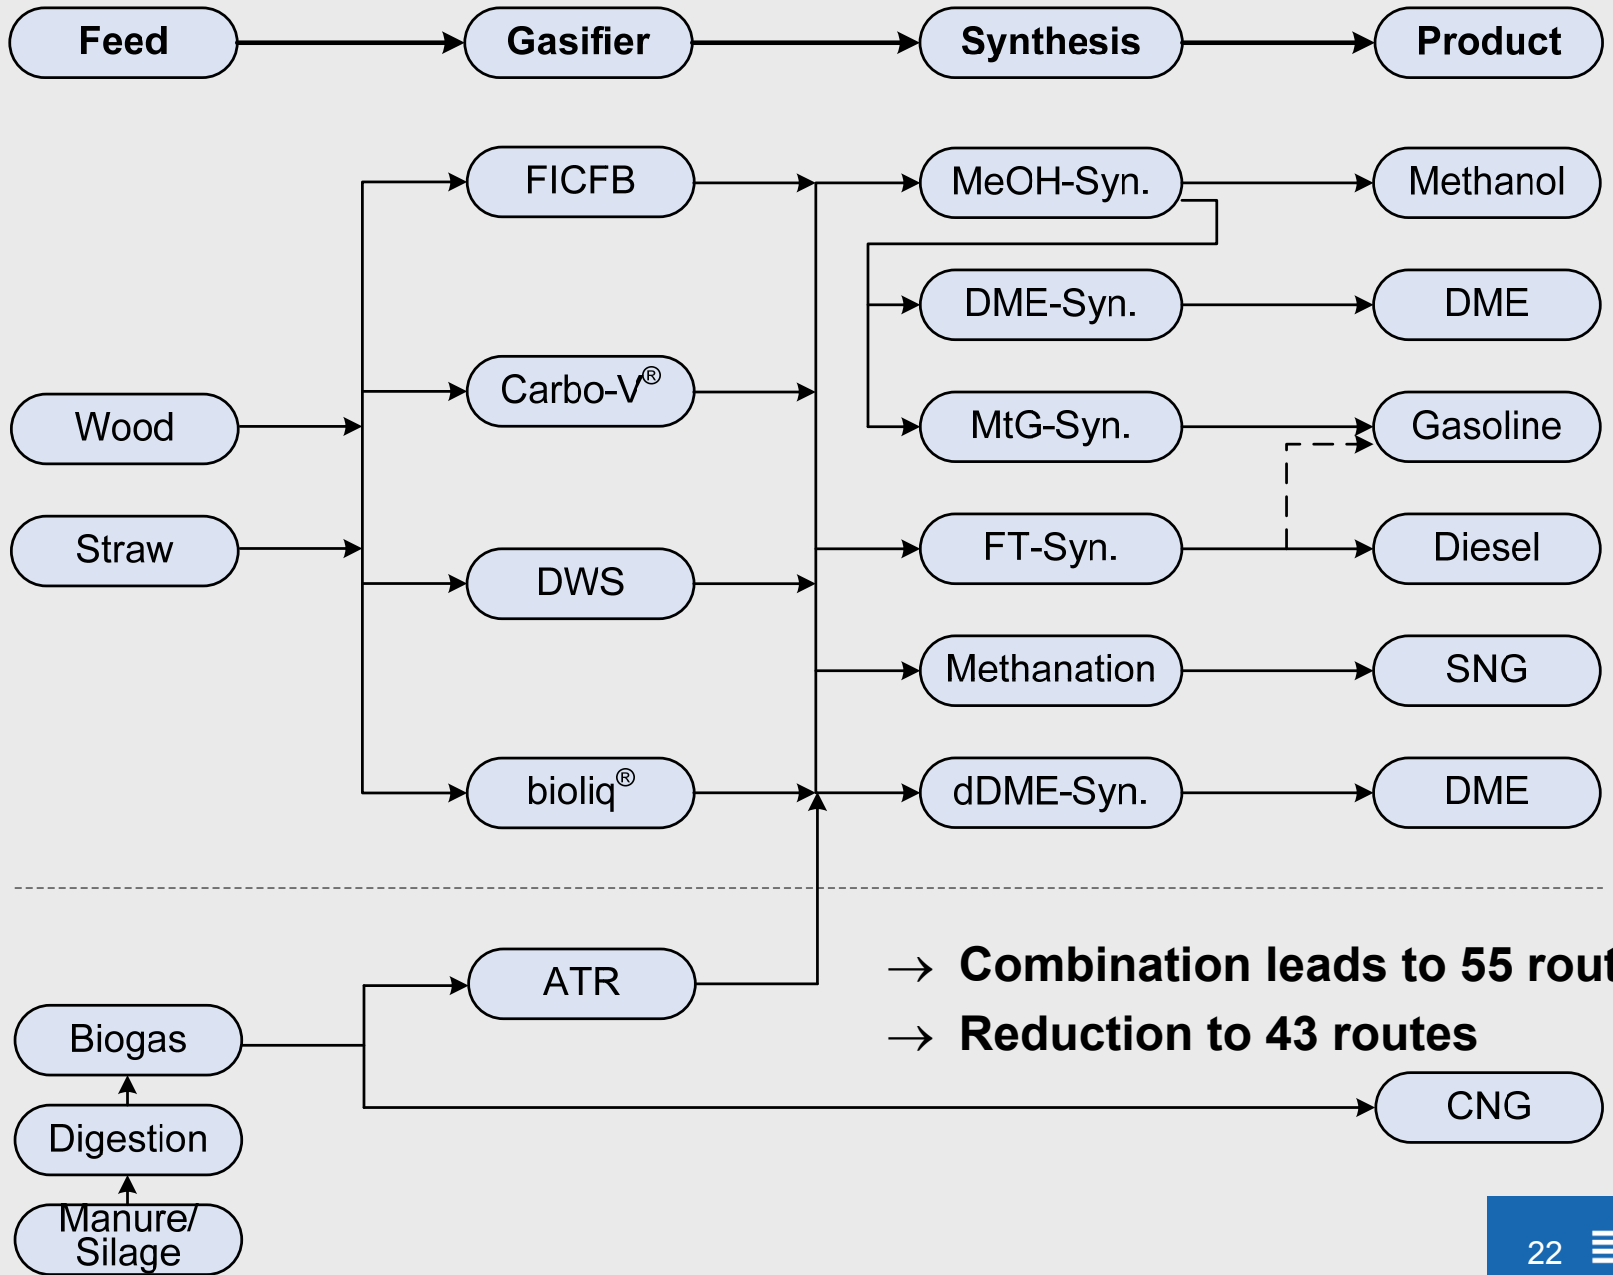 Feed
Gasifier
Synthesis
Product
FICFB
MeOH-Syn.
Methanol
DME-Syn.
DME
Carbo-V®
Wood
MtG-Syn.
Gasoline
Straw
DWS
FT-Syn.
Diesel
Methanation
SNG
bioliq®
dDME-Syn.
DME
ATR
→ Combination leads to 55
→ Reduction to 43 routes
Biogas
CNG
Digestion
Manure/
Silage
22